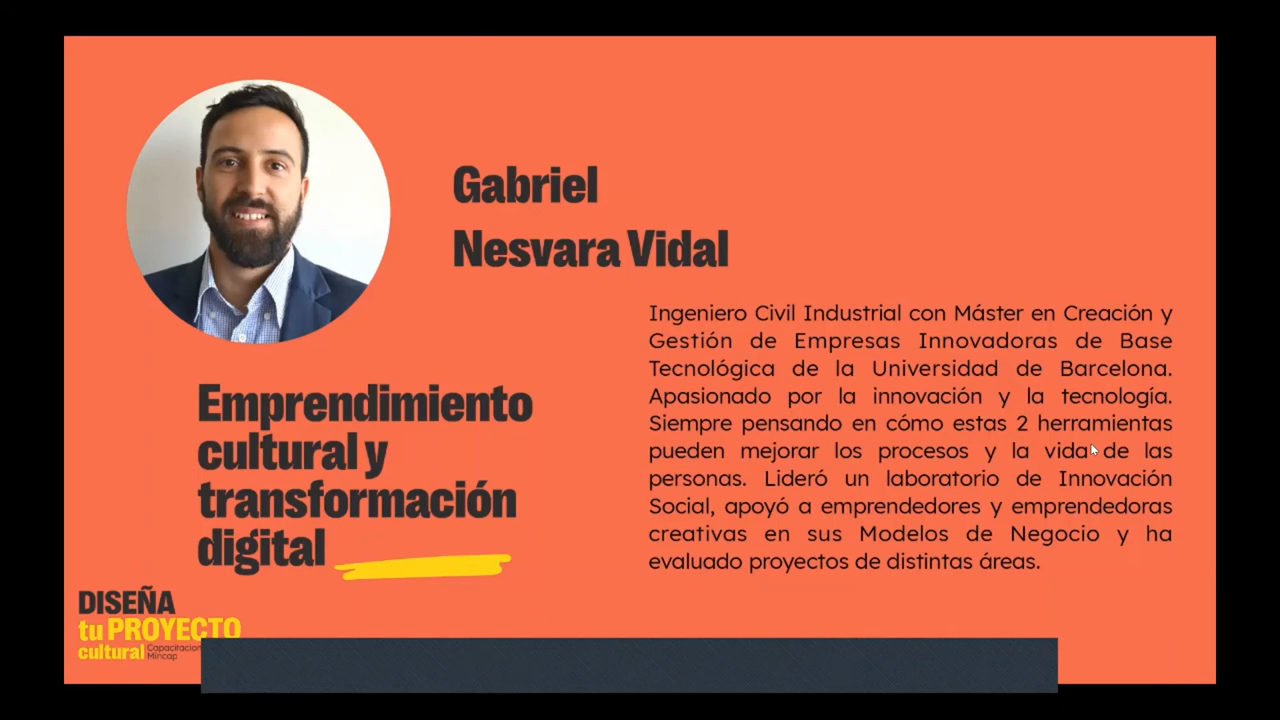 Gabriel
Nesvara Vidal
Ingeniero Civil Industrial con Máster en Creación y
Gestión de Empresas Innovadoras de Base
Tecnológica de la Universidad de Barcelona.
Apasionado por la innovación y la tecnología.
Siempre pensando en cómo estas 2 herramientas
pueden mejorar los procesos y la vida de las
personas. Lideró un laboratorio de Innovación
Social, apoyó a emprendedores y emprendedoras
creativas en sus Modelos de Negocio y ha
evaluado proyectos de distintas áreas.
Emprendimiento
cultural y
transformación
digital
DISEÑA
tu PROYECTO
cultural
Mincap